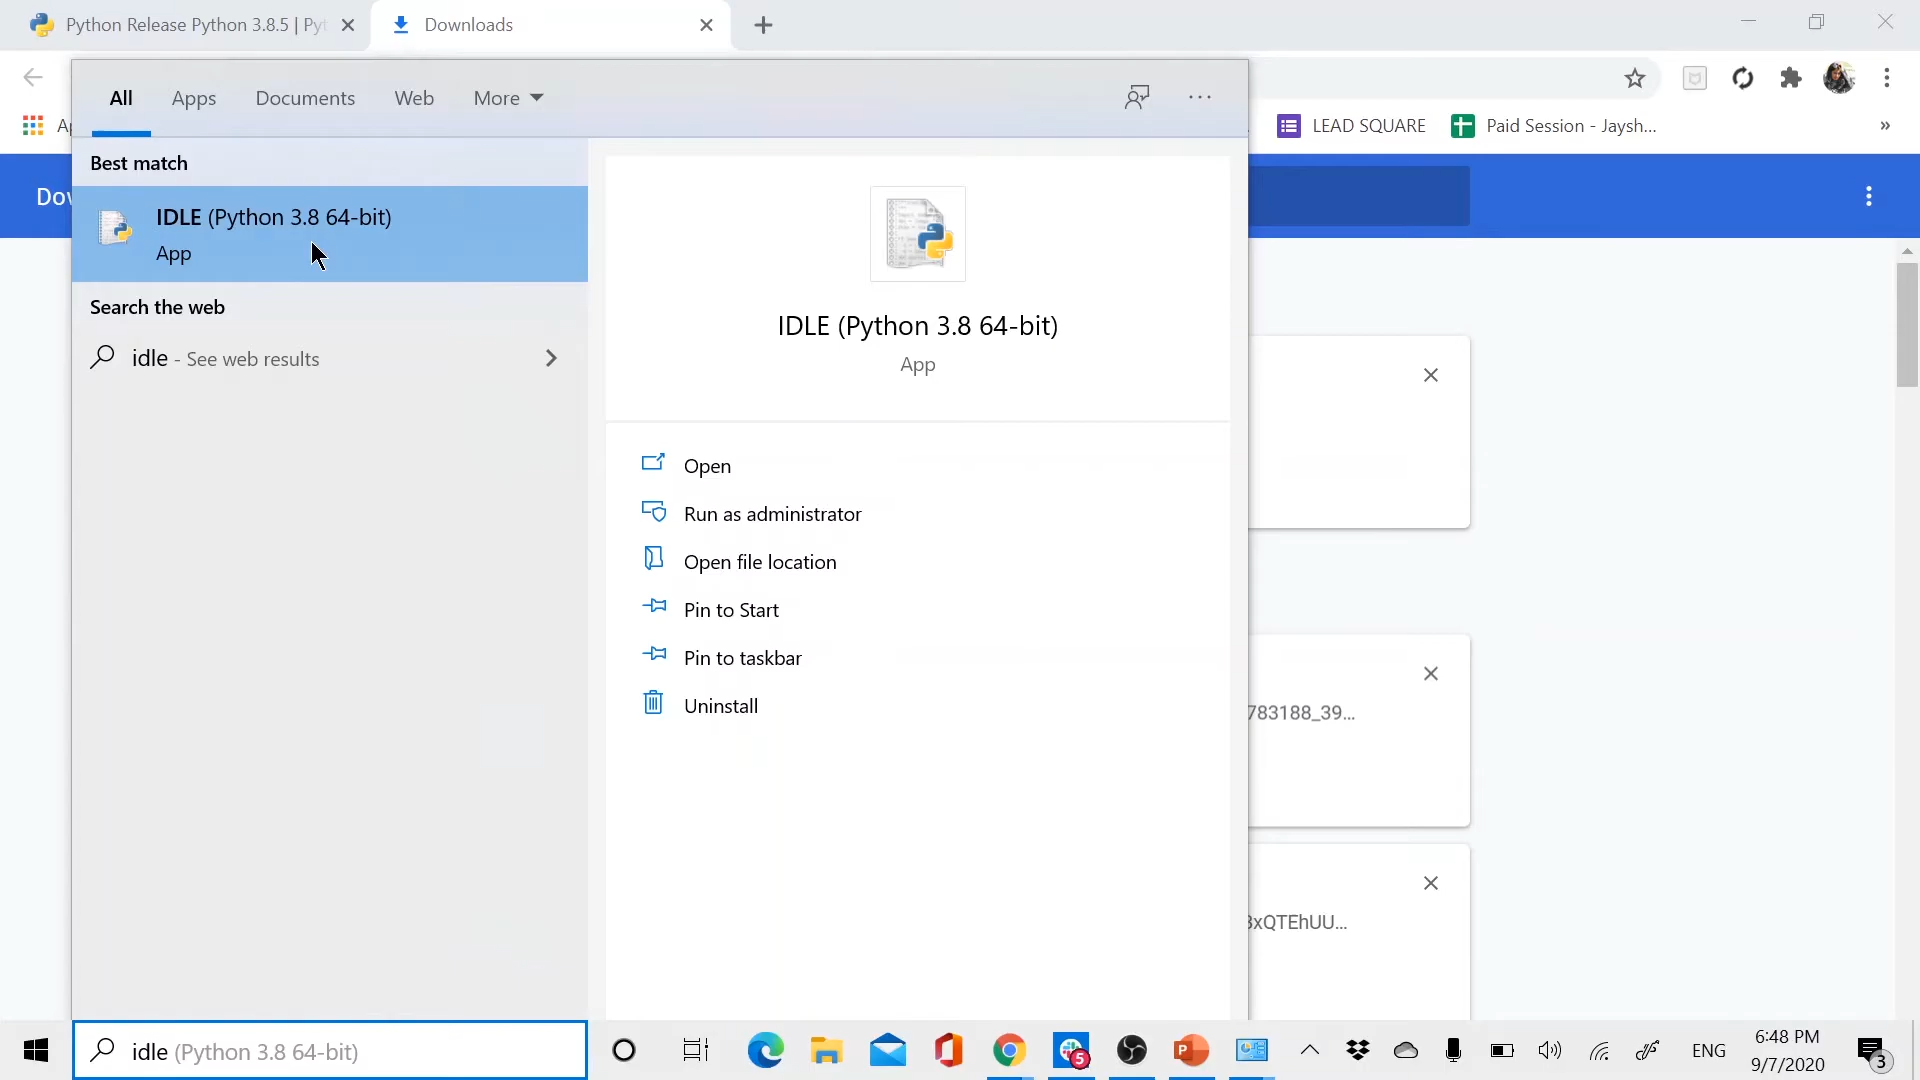 Python Release Python 3.8.5 | Pyt
Downloads
All
Apps
Documents
Web
More
Best match
IDLE (Python 3.8 64-bit)
App
Search the web
idle - See web results
IDLE (Python 3.8 64-bit)
App
Open
Run as administrator
Open file location
Pin to Start
Pin to taskbar
Uninstall
LEAD SQUARE
Paid Session - Jaysh...
»
783188_39...
3xQTEhUU...
idle (Python 3.8 64-bit)
5
ENG
6:48 PM
9/7/2020
3